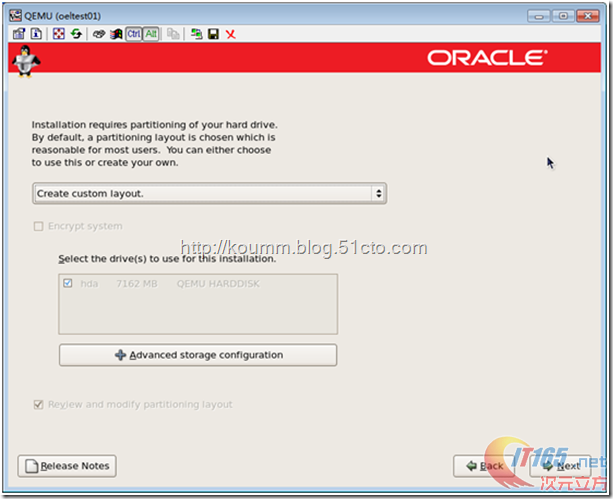 QEMU (oeltest01)
Ctrl Alt
ORACLE®
Installation requires partitioning of your hard drive.
By default, a partitioning layout is chosen which is
reasonable for most users. You can either choose
to use this or create your own.
Create custom layout.
Encrypt system
http://koumm.blog.51cto.com
Select the drive(s) to use for this installation.
hda 7162 MB QEMU HARDDISK
Advanced storage configuration
Review and modify partitioning layout
Release Notes
Back
Next
IT165.net
次元立方